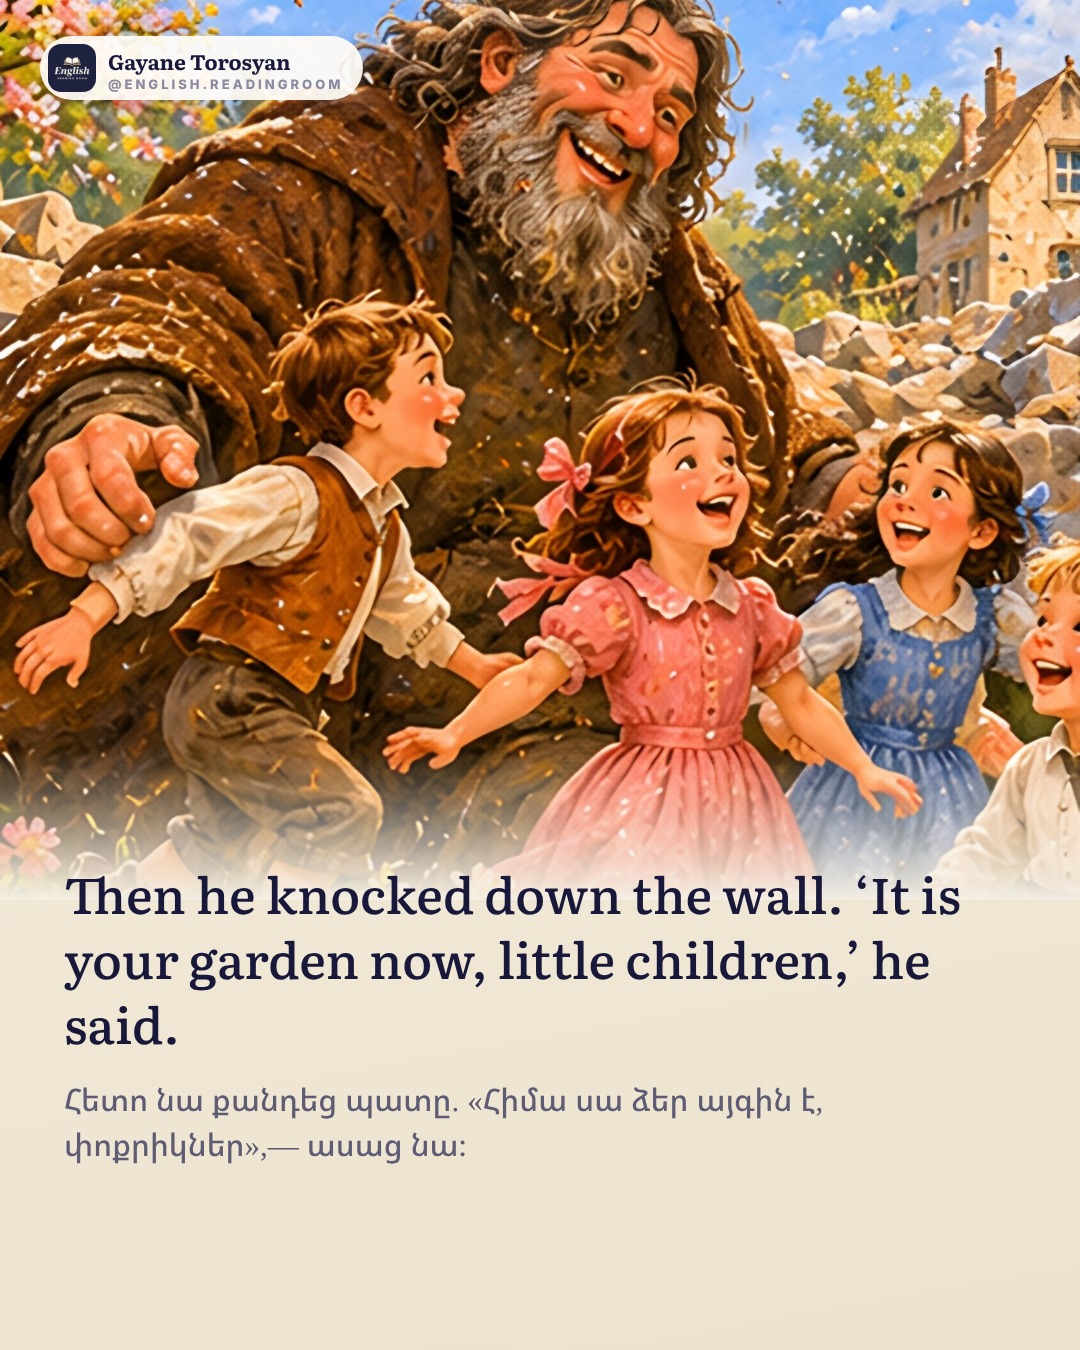 English
Gayane Torosyan
@ENGLISH.READINGROOM
Then he knocked down the wall. ‘It is
your garden now, little children,’ he
said.
Հետո նա քանդեց պատը. «Հիմա սա ձեր այգին է,
փոքրիկներ»,— ասաց նա: